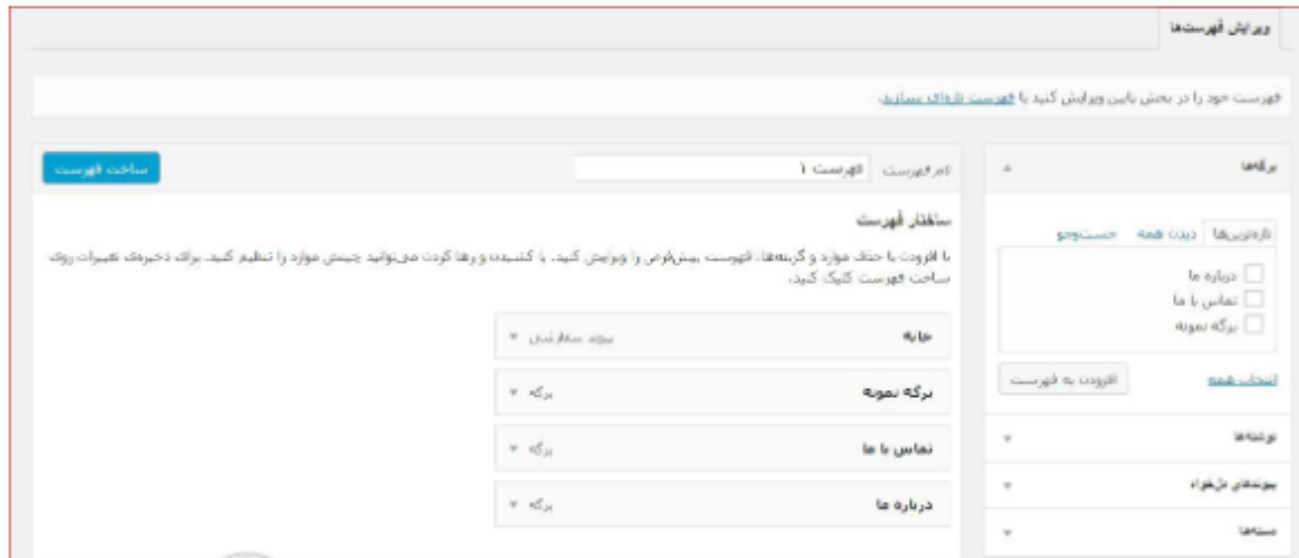 ویرایش فهرست‌ها
فهرست خود را در بخش پایین ویرایش کنید یا فهرست تازه‌ای بسازید.
برگه‌ها
تازه‌ترین‌ها دیدن همه جست‌وجو
درباره ما
تماس با ما
برگه نمونه
انتخاب همه افزودن به فهرست
نوشته‌ها
پیوندهای دل‌خواه
دسته‌ها
نام فهرست فهرست ۱ ساخت فهرست
ساختار فهرست
با افزودن یا حذف موارد و گزینه‌ها، فهرست پیش‌فرض را ویرایش کنید. با کشیدن و رها کردن می‌توانید چینش موارد را تنظیم کنید. برای ذخیره‌ی تغییرات روی
ساخت فهرست کلیک کنید.
خانه پیوند سفارشی
برگه نمونه برگه
تماس با ما برگه
درباره ما برگه